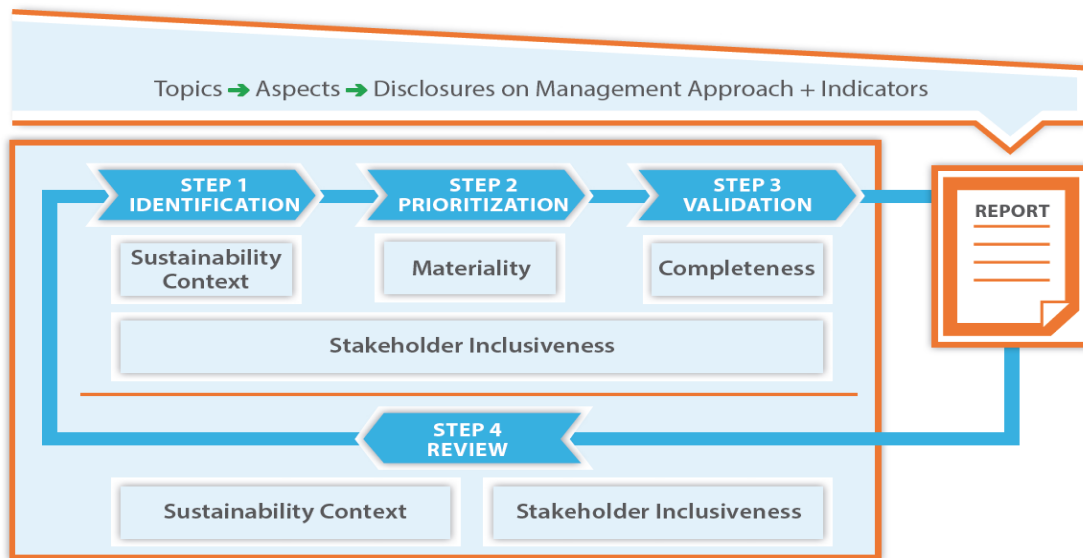 Topics → Aspects → Disclosures on Management Approach + Indicators
STEP 1
IDENTIFICATION
STEP 2
PRIORITIZATION
STEP 3
VALIDATION
REPORT
Sustainability
Context
Materiality
Completeness
Stakeholder Inclusiveness
STEP 4
REVIEW
Sustainability Context
Stakeholder Inclusiveness